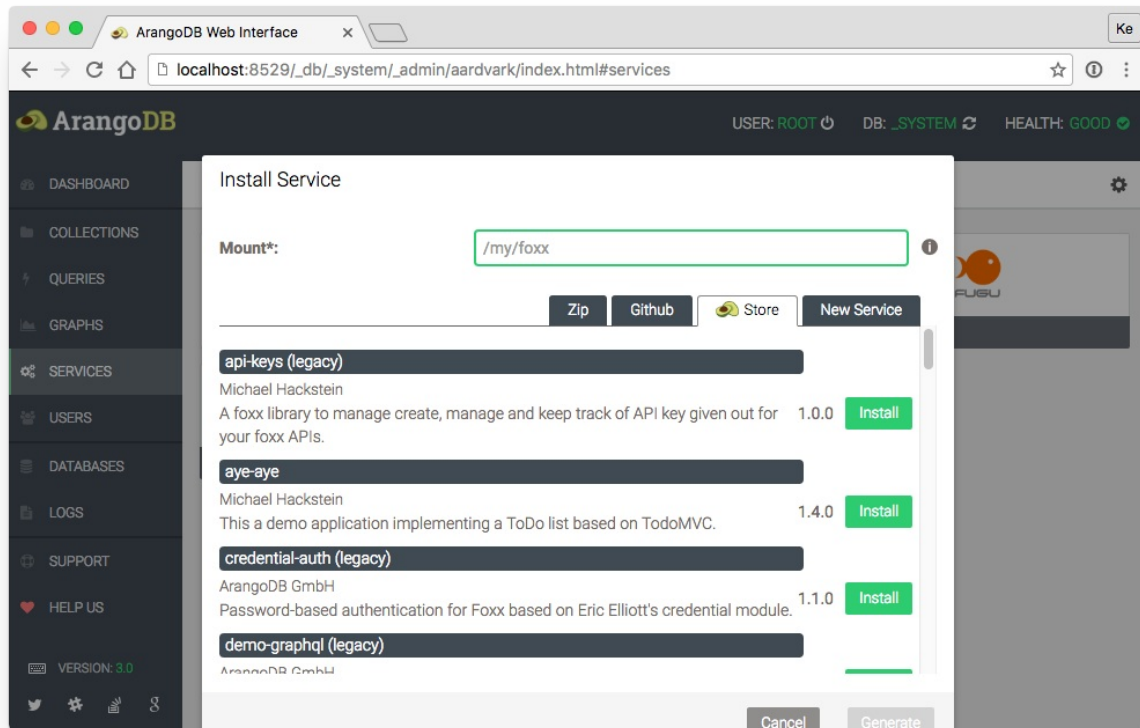 ArangoDB Web Interface
Ke
localhost:8529/_db/_system/_admin/aardvark/index.html#services
ArangoDB
USER: ROOT
DB: _SYSTEM
HEALTH: GOOD
DASHBOARD
COLLECTIONS
QUERIES
GRAPHS
SERVICES
USERS
DATABASES
LOGS
SUPPORT
HELP US
VERSION: 3.0
Install Service
Mount*:
/my/foxx
Zip
Github
Store
New Service
api-keys (legacy)
Michael Hackstein
A foxx library to manage create, manage and keep track of API key given out for
your foxx APIs.
1.0.0
Install
aye-aye
Michael Hackstein
This a demo application implementing a ToDo list based on TodoMVC.
1.4.0
Install
credential-auth (legacy)
ArangoDB GmbH
Password-based authentication for Foxx based on Eric Elliott's credential module.
1.1.0
Install
demo-graphql (legacy)
ArangoDB GmbH
Cancel
Generate
FUGU